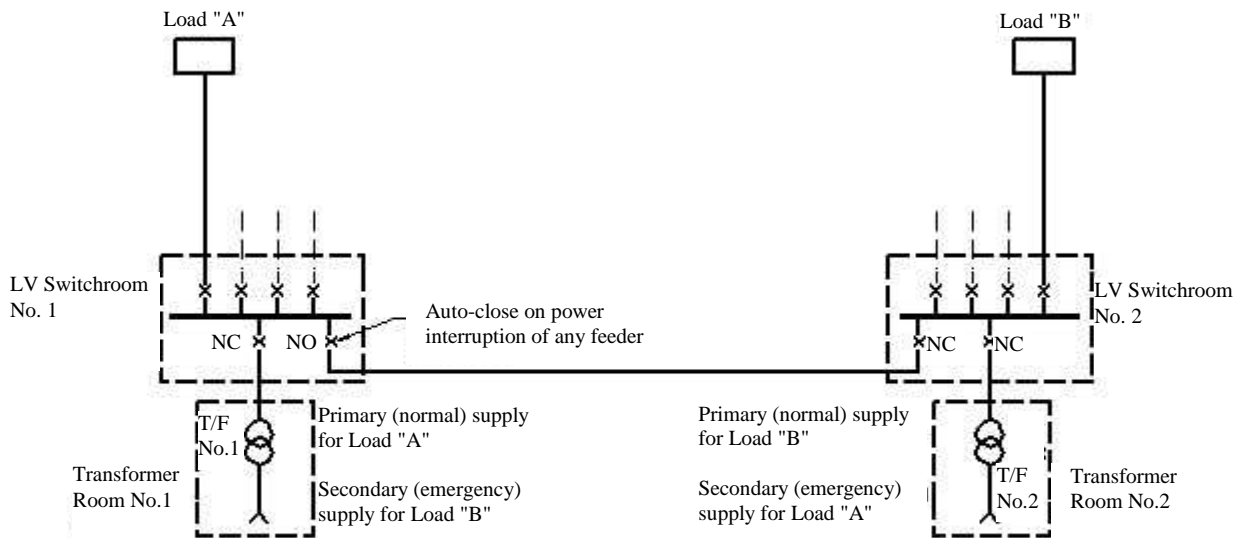 Load "A"
Load "B"
LV Switchroom
No. 1
NC
NO
Auto-close on power
interruption of any feeder
NC
NC
LV Switchroom
No. 2
T/F
No.1
Primary (normal) supply
for Load "A"
Transformer
Room No.1
Secondary (emergency)
supply for Load "B"
Primary (normal) supply
for Load "B"
Secondary (emergency)
supply for Load "A"
T/F
No.2
Transformer
Room No.2